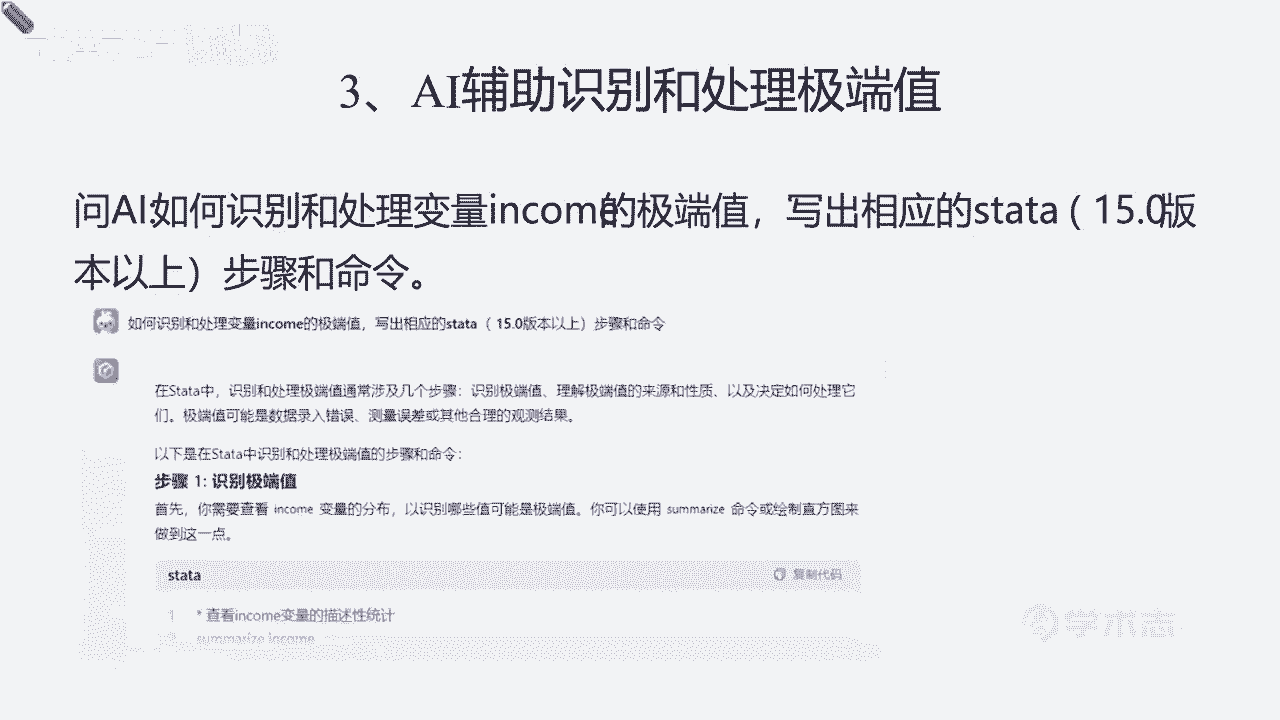 3、AI辅助识别和处理极端值
问AI:如何识别和处理变量income的极端值，写出相应的stata（15.0版
本以上）步骤和命令。
如何识别和处理变量income的极端值，写出相应的stata（15.0版本以上）步骤和命令
在Stata中，识别和处理极端值通常涉及几个步骤：识别极端值、理解极端值的来源和性质、以及决定如何处理它
们。极端值可能是数据录入错误、测量误差或其他合理的观测结果。
以下是在Stata中识别和处理极端值的步骤和命令：
步骤 1: 识别极端值
首先，你需要查看 income 变量的分布，以识别哪些值可能是极端值。你可以使用 summarize 命令或绘制直方图来
做到这一点。
stata
复制代码
1 * 查看income变量的描述性统计
2 summarize income
学术志